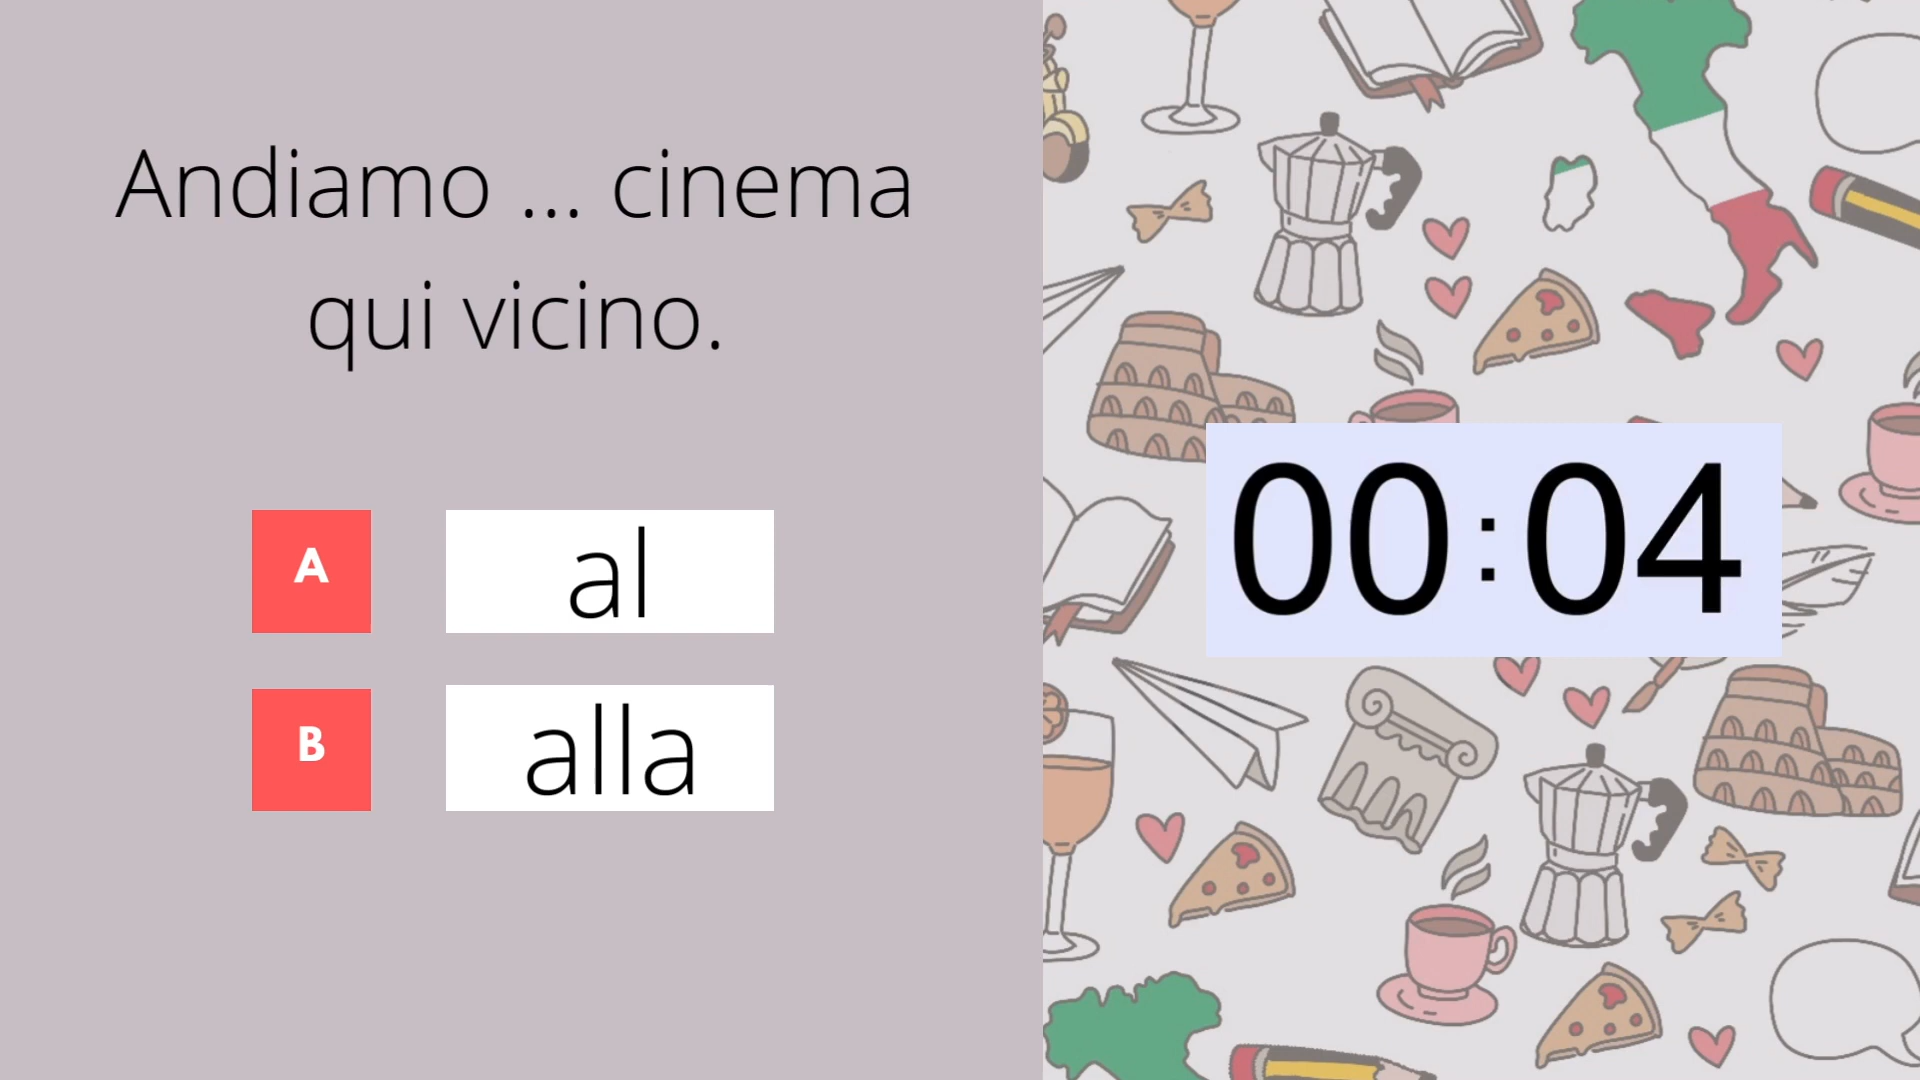 Andiamo ... cinema
qui vicino.
A
al
B
alla
00:04